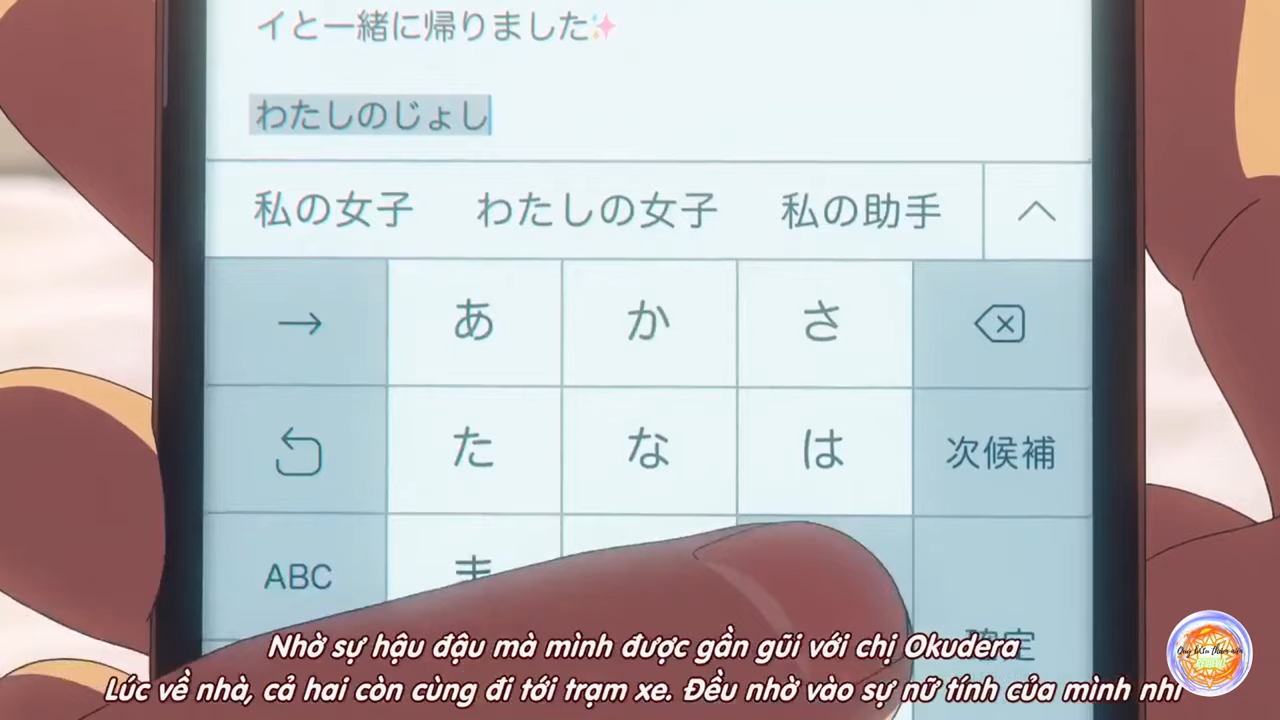 イと一緒に帰りました✨
わたしのじょし
私の女子 わたしの女子 私の助手
→ あ か さ
た な は 次候補
ABC ま
確定
Nhờ sự hậu đậu mà mình được gần gũi với chị Okudera
Lúc về nhà, cả hai còn cùng đi tới trạm xe. Đều nhờ vào sự nữ tính của mình nhỉ